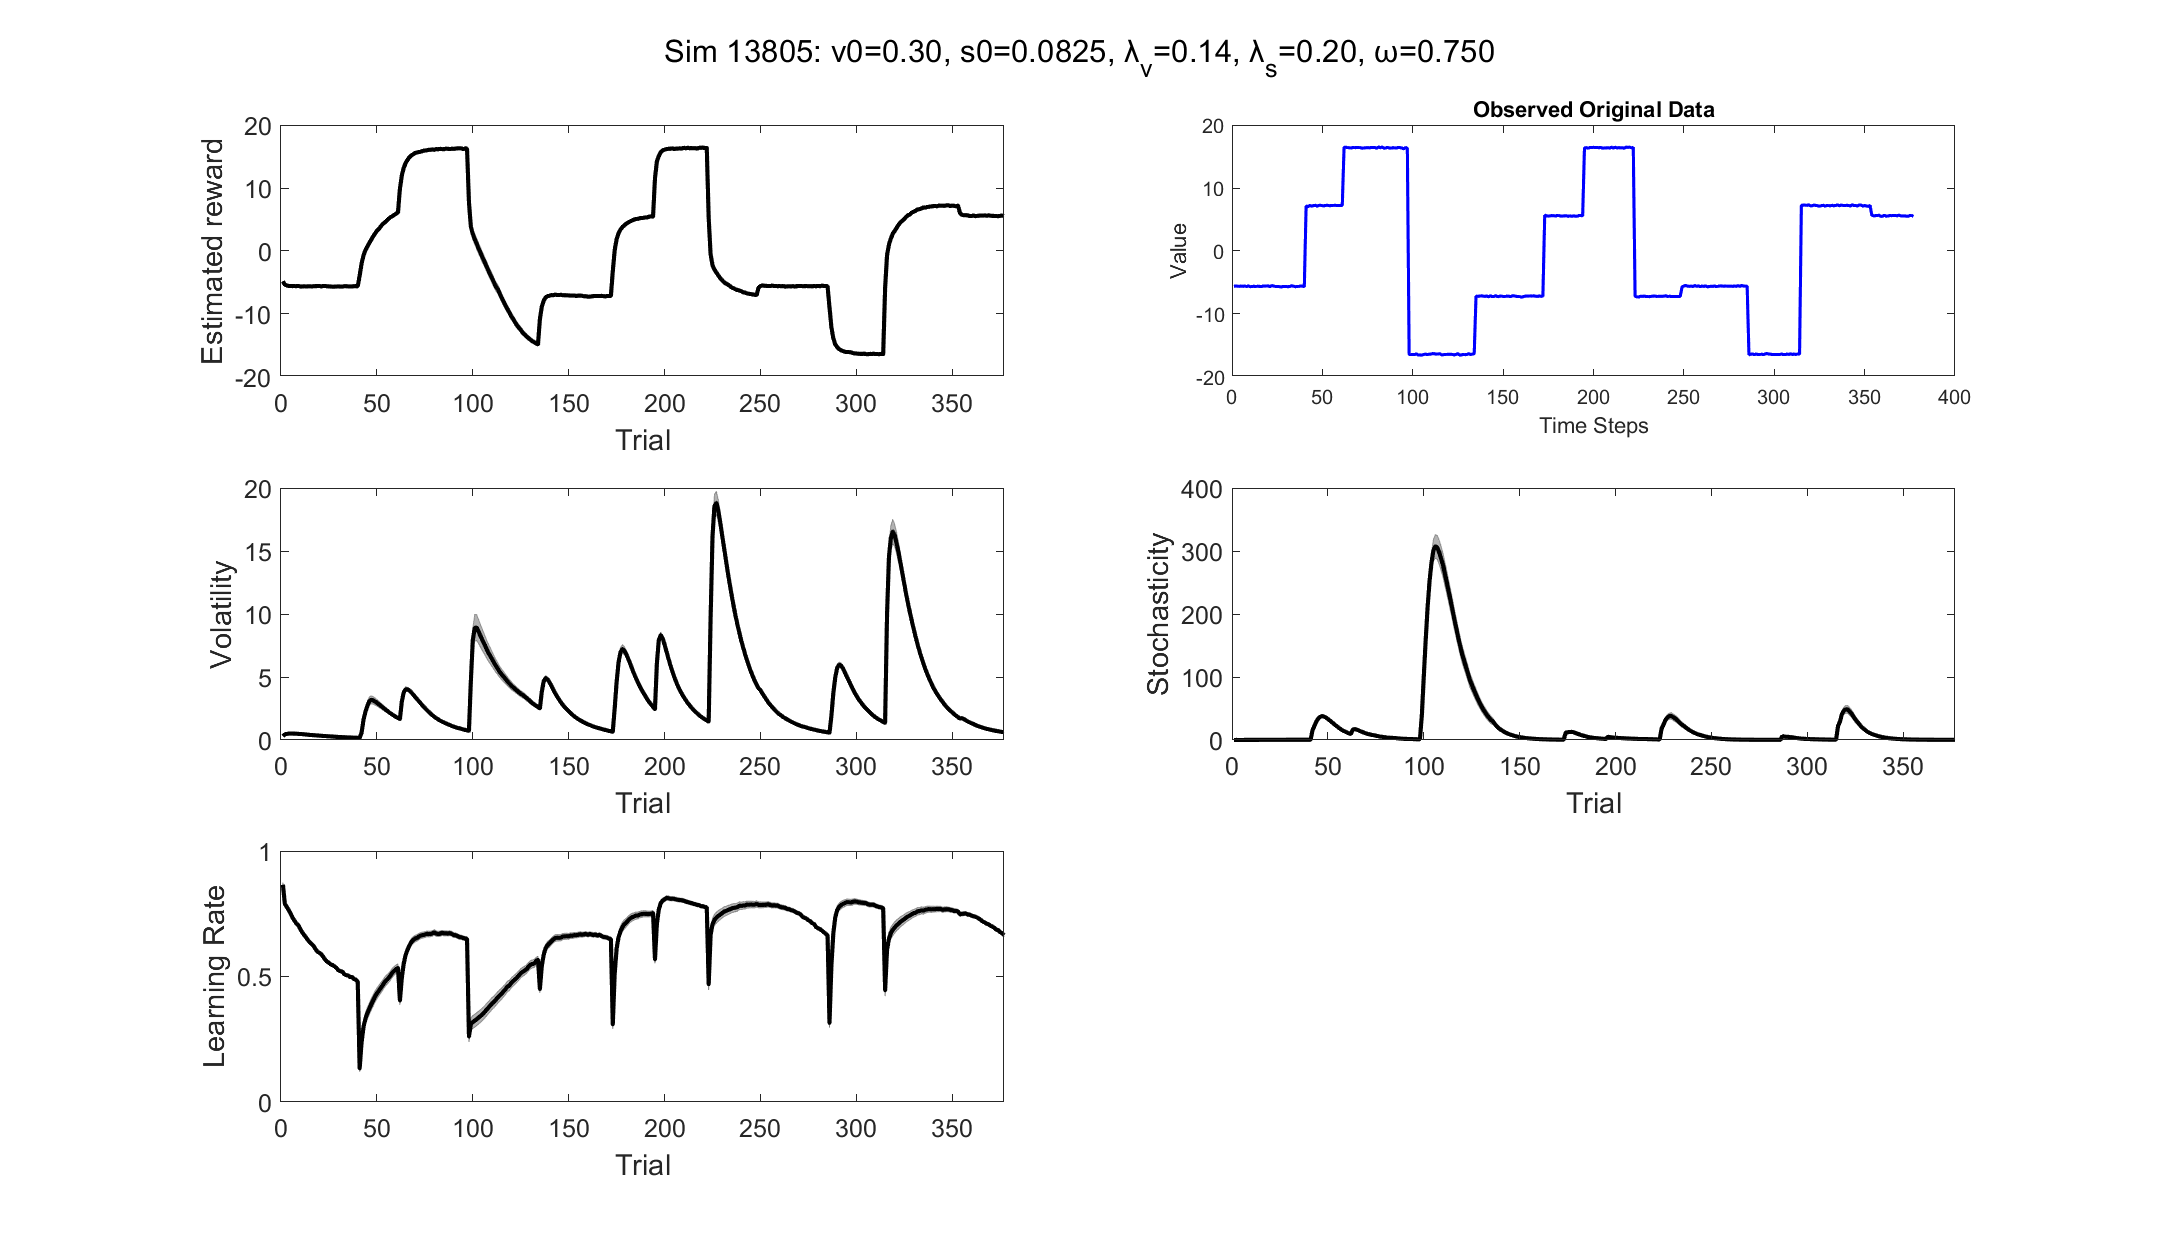 Sim 13805: v0=0.30, s0=0.0825, λv=0.14, λs=0.20, ω=0.750
Estimated reward
20
10
0
-10
-20
0 50 100 150 200 250 300 350
Trial
Observed Original Data
Value
20
10
0
-10
-20
0 50 100 150 200 250 300 350 400
Time Steps
Volatility
20
15
10
5
0
0 50 100 150 200 250 300 350
Trial
Stochasticity
400
300
200
100
0
0 50 100 150 200 250 300 350
Trial
Learning Rate
1
0.5
0
0 50 100 150 200 250 300 350
Trial